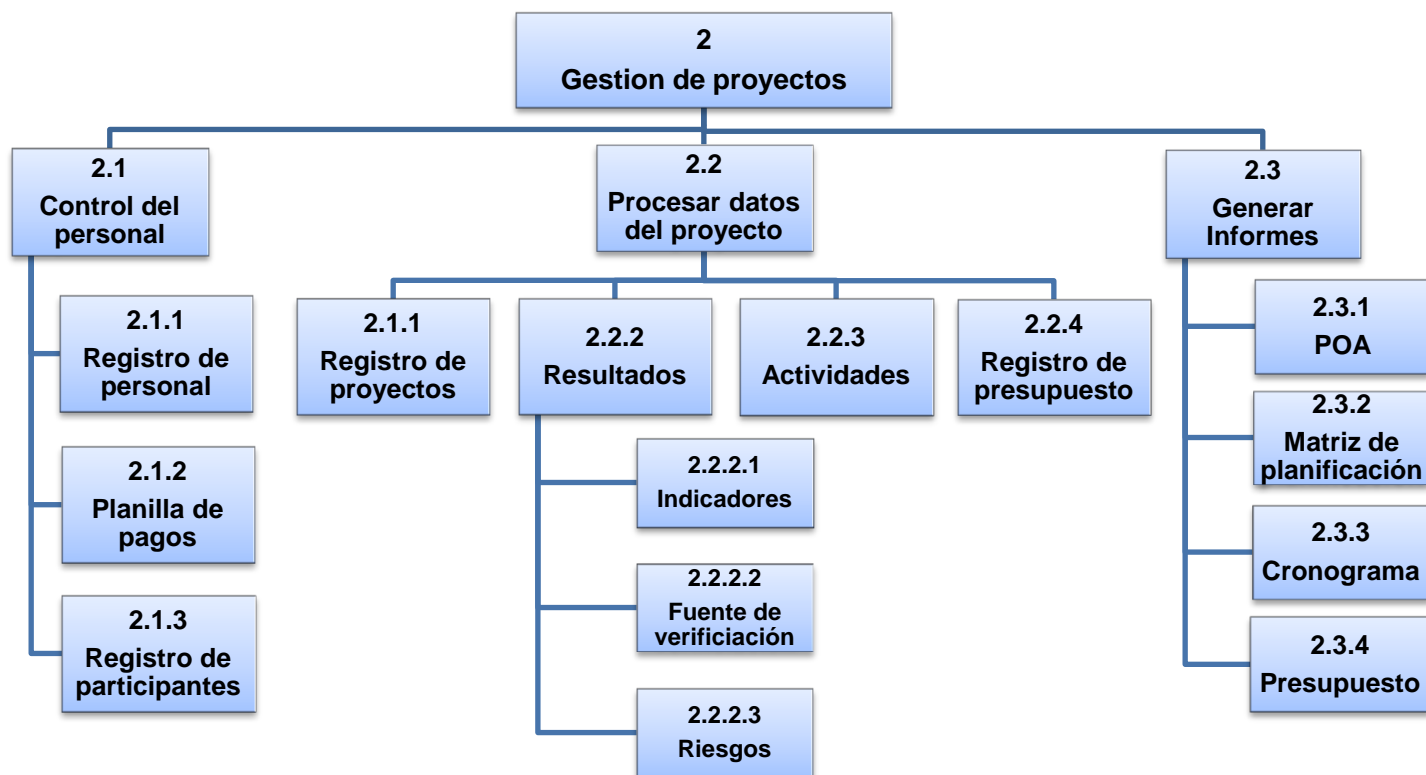 2
Gestion de proyectos
2.1
Control del
personal
2.2
Procesar datos
del proyecto
2.3
Generar
Informes
2.1.1
Registro de
personal
2.1.2
Planilla de
pagos
2.1.3
Registro de
participantes
2.1.1
Registro de
proyectos
2.2.2
Resultados
2.2.3
Actividades
2.2.4
Registro de
presupuesto
2.2.2.1
Indicadores
2.2.2.2
Fuente de
verificiación
2.2.2.3
Riesgos
2.3.1
POA
2.3.2
Matriz de
planificación
2.3.3
Cronograma
2.3.4
Presupuesto